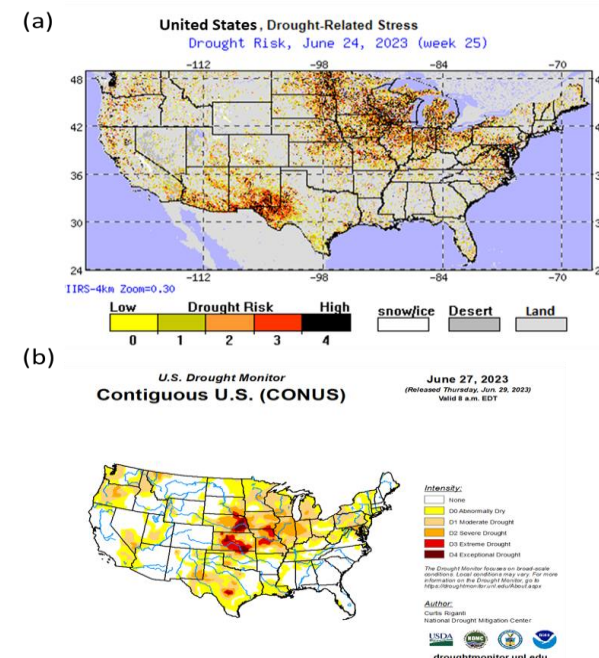 (a)
United States, Drought-Related Stress
Drought Risk, June 24, 2023 (week 25)
-112 -98 -84 -70
48
42
36
30
24
-112 -98 -84 -70
IIRS-4km Zoom=0.30
Low Drought Risk High
0 1 2 3 4
snow/ice Desert Land
(b)
U.S. Drought Monitor
Contiguous U.S. (CONUS)
June 27, 2023
(Released Thursday, Jun. 29, 2023)
Valid 8 a.m. EDT
Intensity:
None
D0 Abnormally Dry
D1 Moderate Drought
D2 Severe Drought
D3 Extreme Drought
D4 Exceptional Drought
The Drought Monitor focuses on broad-scale
conditions. Local conditions may vary. For more
information on the Drought Monitor, go to
https://droughtmonitor.unl.edu/About.aspx
Author:
Curtis Riganti
National Drought Mitigation Center
USDA
droughtmonitor.unl.edu